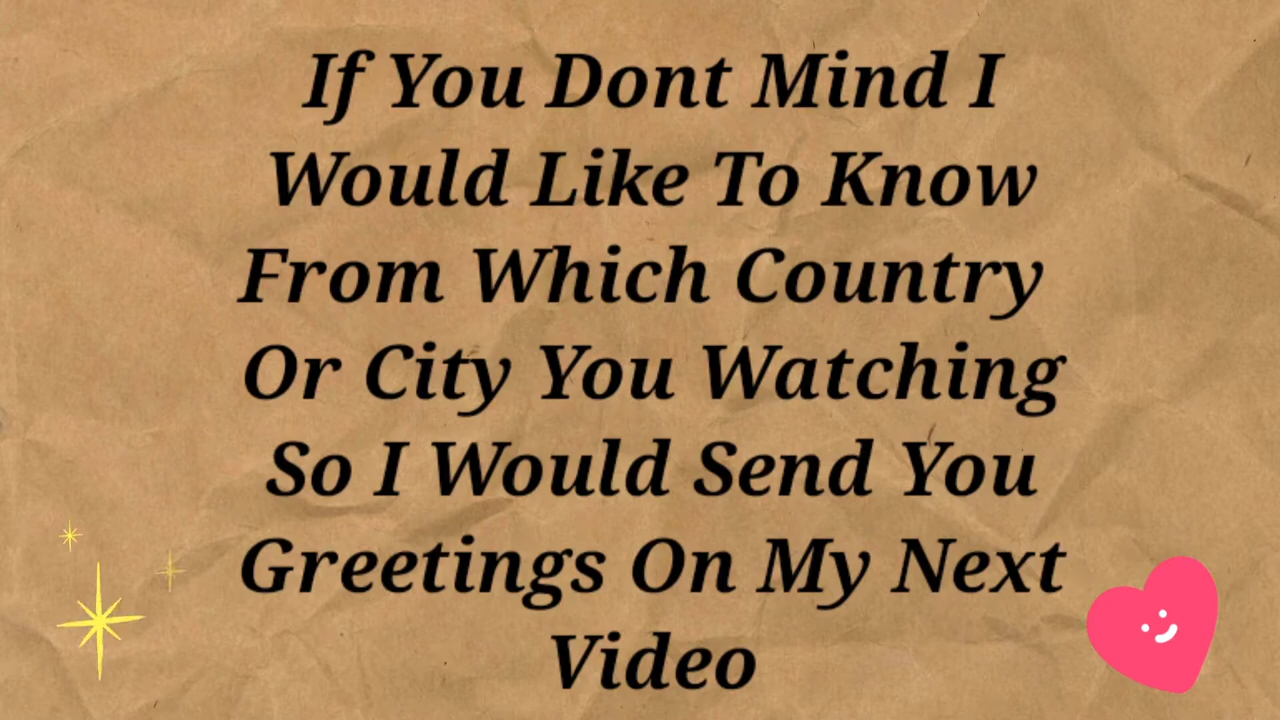 If You Dont Mind I
Would Like To Know
From Which Country
Or City You Watching
So I Would Send You
Greetings On My Next
Video